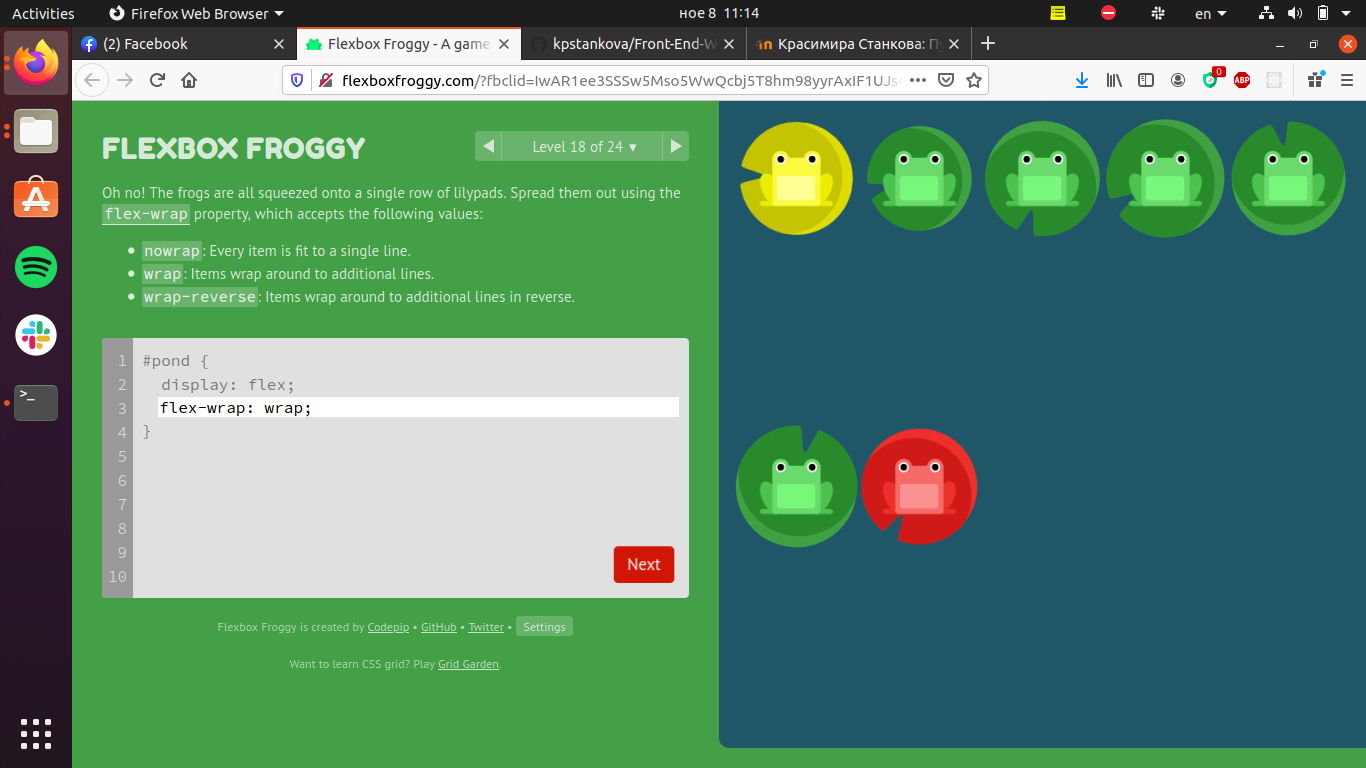 Activities
Firefox Web Browser
ное 8 11:14
en
(2) Facebook
Flexbox Froggy - A game
kpstankova/Front-End-W
Красимира Станкова: П
flexboxfroggy.com/?fbclid=IwAR1ee3SSSw5Mso5WwQcbj5T8hm98yyrAxIF1UJs
0
ABP
FLEXBOX FROGGY
Level 18 of 24 ▼
Oh no! The frogs are all squeezed onto a single row of lilypads. Spread them out using the
flex-wrap property, which accepts the following values:
• nowrap: Every item is fit to a single line.
• wrap: Items wrap around to additional lines.
• wrap-reverse: Items wrap around to additional lines in reverse.
1 #pond {
2 display: flex;
3 flex-wrap: wrap;
4 }
5
6
7
8
9
10
Next
Flexbox Froggy is created by Codepip • GitHub • Twitter • Settings
Want to learn CSS grid? Play Grid Garden.